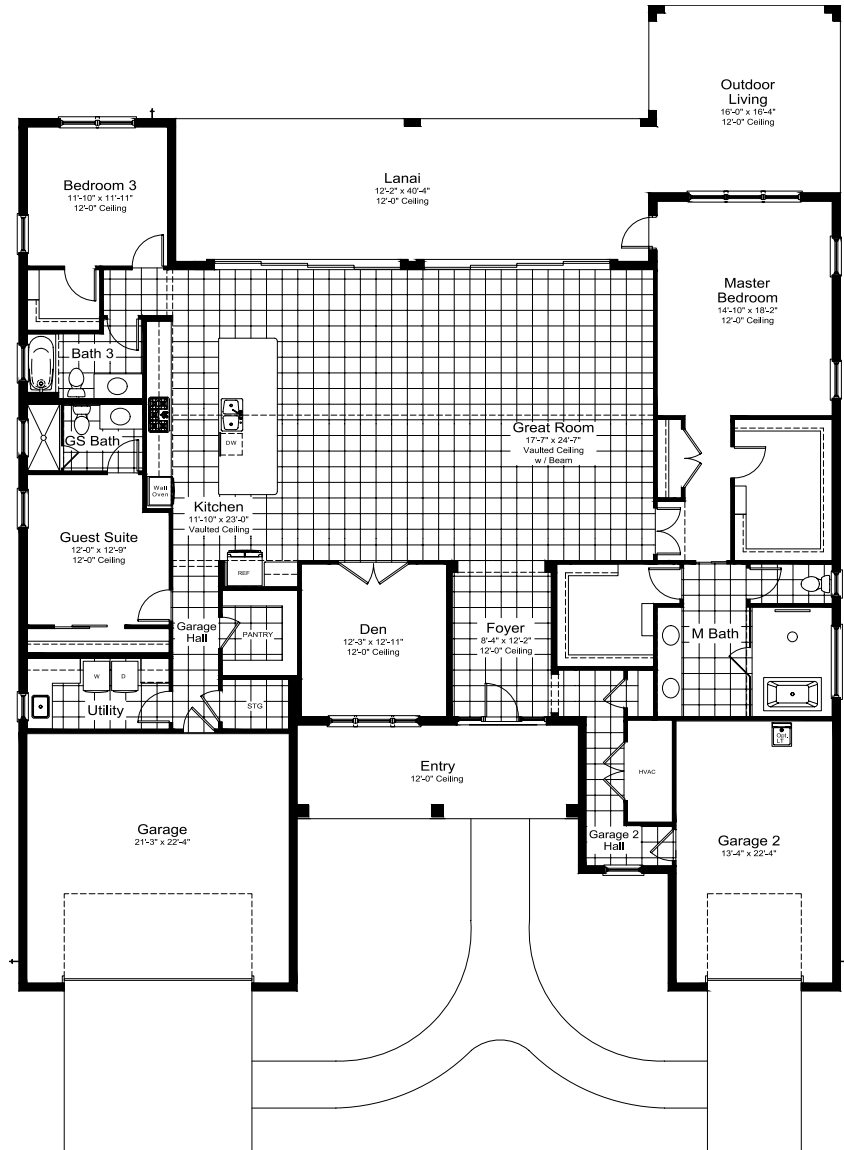 Outdoor
Living
16'-0" x 16'-4"
12'-0" Ceiling
Lanai
12'-2" x 40'-4"
12'-0" Ceiling
Bedroom 3
11'-10" x 11'-11"
12'-0" Ceiling
Master
Bedroom
14'-10" x 18'-2"
12'-0" Ceiling
Bath 3
GS Bath
DW
Great Room
17'-7" x 24'-7"
Vaulted Ceiling
w / Beam
Wall
Oven
Kitchen
11'-10" x 23'-0"
Vaulted Ceiling
Guest Suite
12'-0" x 12'-9"
12'-0" Ceiling
REF
Garage
Hall
PANTRY
Den
12'-3" x 12'-11"
12'-0" Ceiling
Foyer
8'-4" x 12'-2"
12'-0" Ceiling
M Bath
W
D
Utility
STG
Opt.
LT
Entry
12'-0" Ceiling
HVAC
Garage
21'-3" x 22'-4"
Garage 2
Hall
Garage 2
13'-4" x 22'-4"